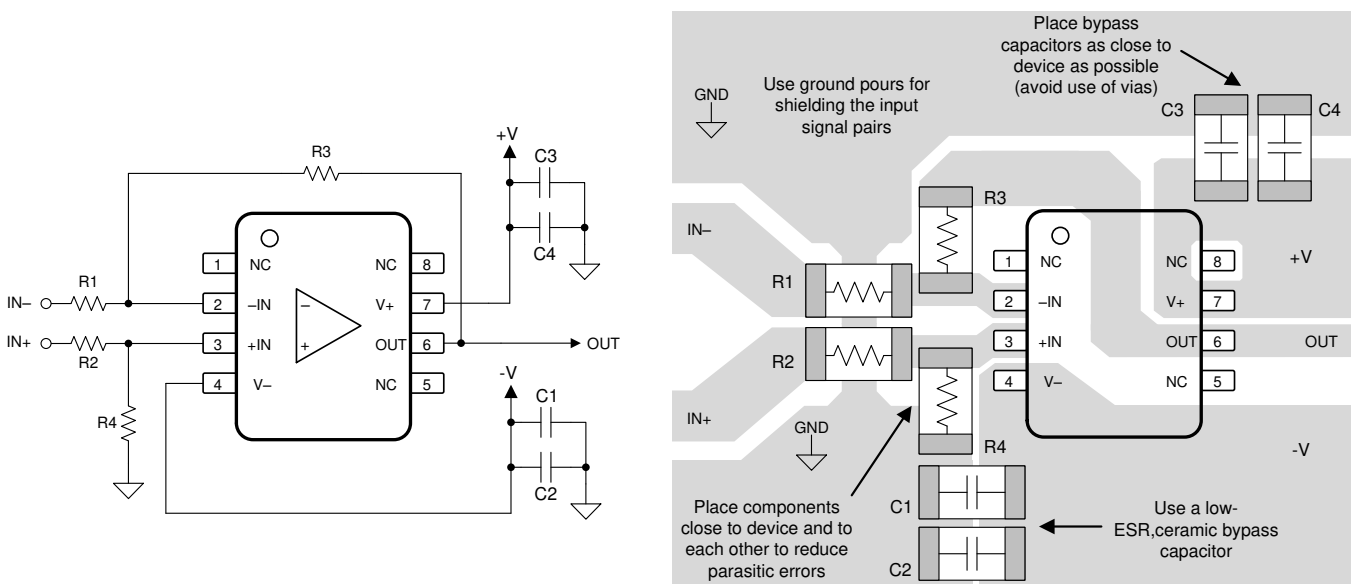 R3
+V
C3
C4
1
NC
NC
8
R1
IN–
2
–IN
–
V+
7
IN+
3
+IN
+
OUT
6
OUT
R2
4
V–
NC
5
-V
C1
R4
C2
Place bypass
capacitors as close to
device as possible
(avoid use of vias)
Use ground pours for
shielding the input
signal pairs
GND
C3
C4
R3
IN–
1
NC
NC
8
+V
R1
2
–IN
V+
7
3
+IN
OUT
6
OUT
R2
4
V–
NC
5
IN+
GND
R4
-V
Place components
close to device and to
each other to reduce
parasitic errors
C1
C2
Use a low-
ESR,ceramic bypass
capacitor